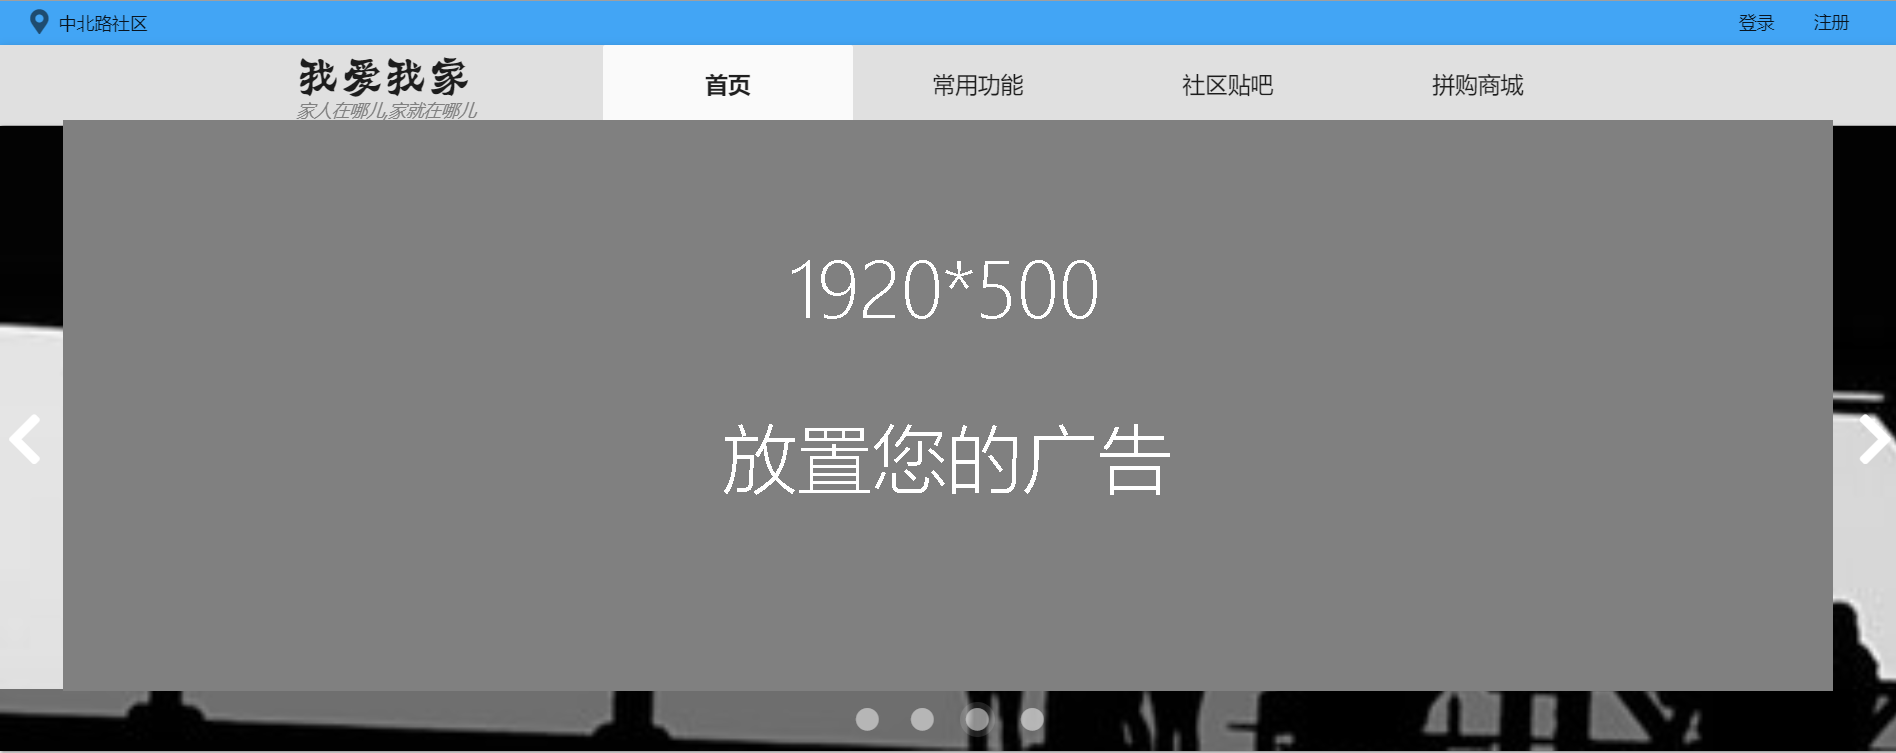 中北路社区
登录
注册
我爱我家
家人在哪儿,家就在哪儿
首页
常用功能
社区贴吧
拼购商城
1920*500
放置您的广告